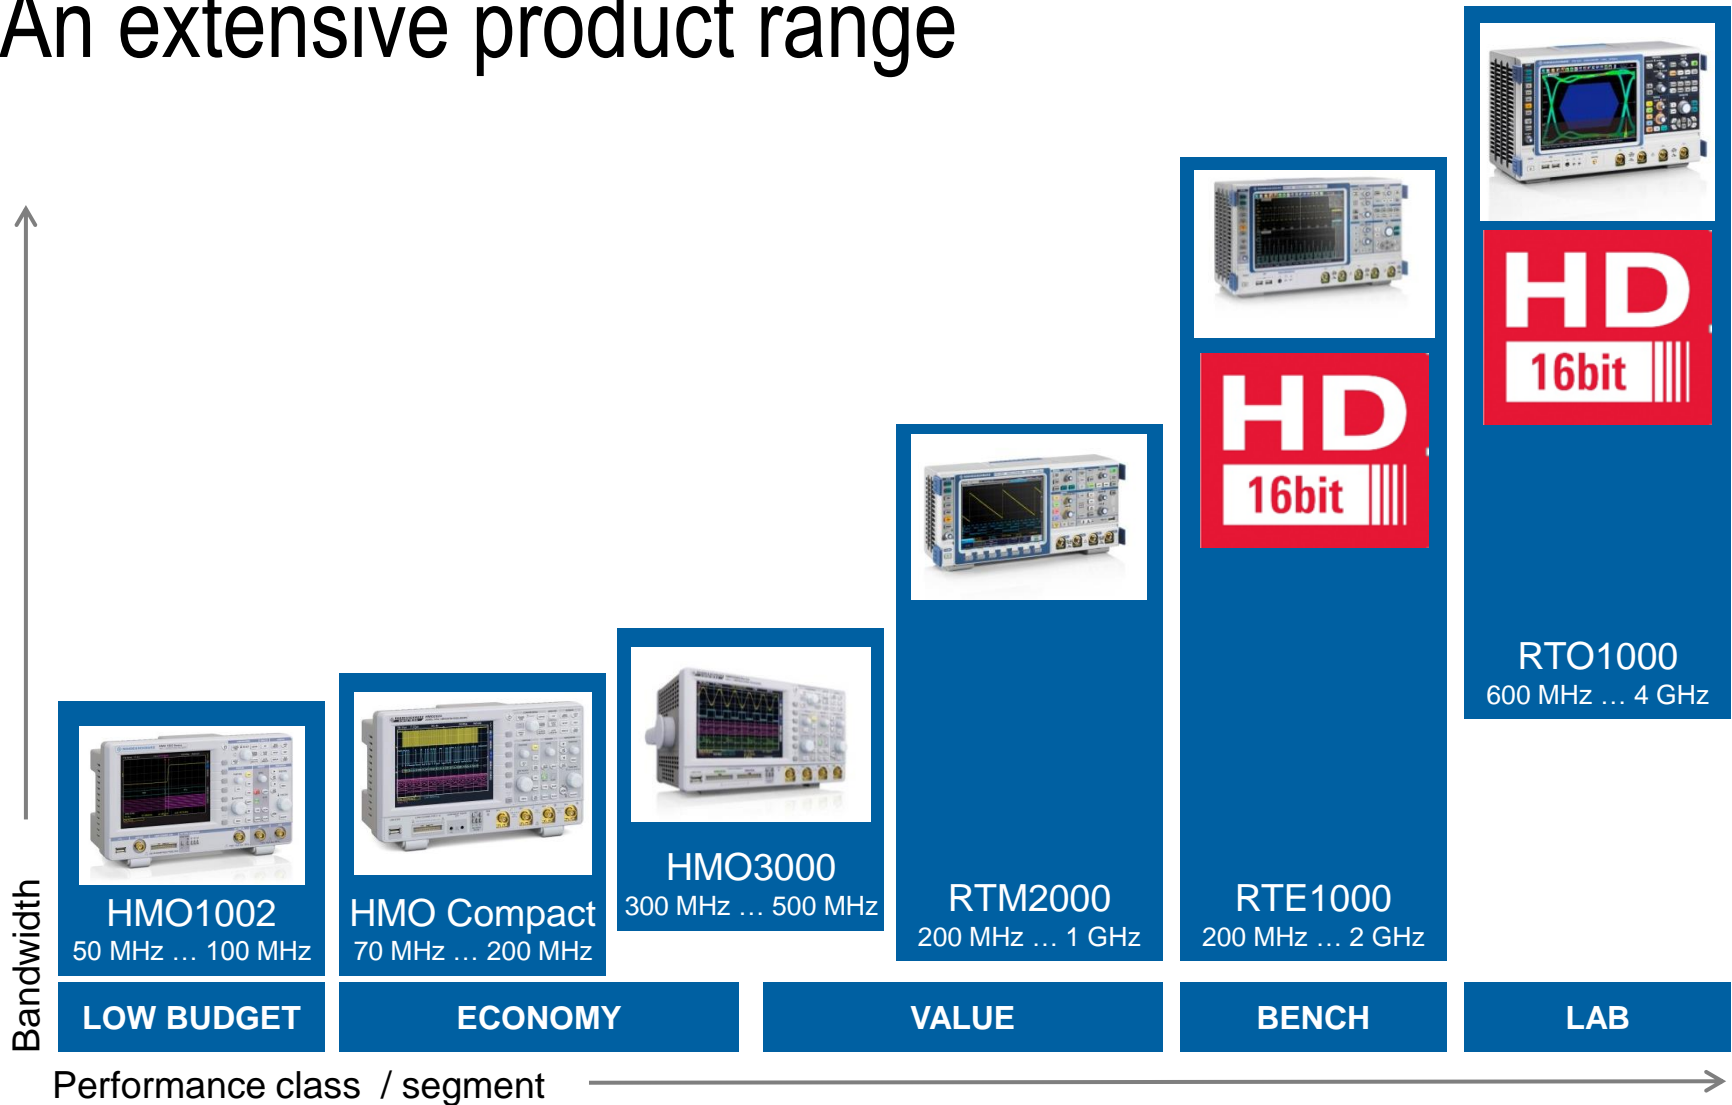 An extensive product range
HD
16bit
HD
16bit
RTO1000
600 MHz … 4 GHz
HMO3000
300 MHz … 500 MHz
RTM2000
200 MHz … 1 GHz
RTE1000
200 MHz … 2 GHz
HMO1002
50 MHz … 100 MHz
HMO Compact
70 MHz … 200 MHz
Bandwidth
LOW BUDGET
ECONOMY
VALUE
BENCH
LAB
Performance class / segment